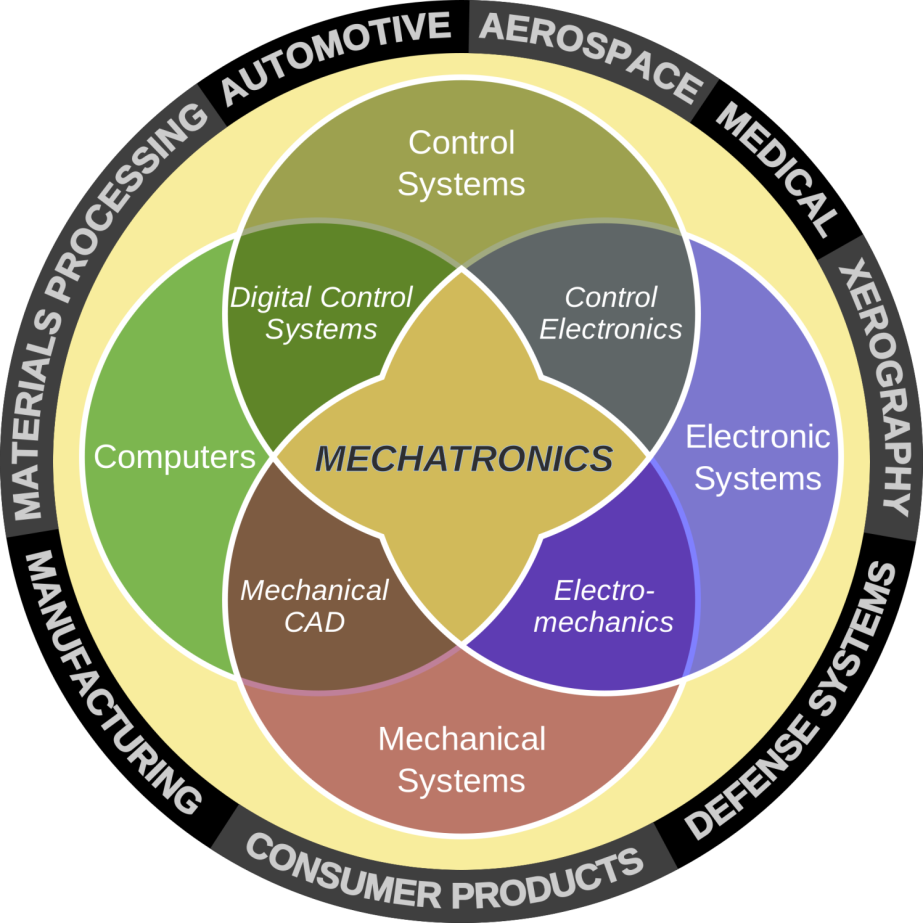 AUTOMOTIVE
AEROSPACE
MEDICAL
XEROGRAPHY
DEFENSE SYSTEMS
CONSUMER PRODUCTS
MANUFACTURING
MATERIALS PROCESSING
Control
Systems
Digital Control
Systems
Control
Electronics
Computers
MECHATRONICS
Electronic
Systems
Mechanical
CAD
Electro-
mechanics
Mechanical
Systems